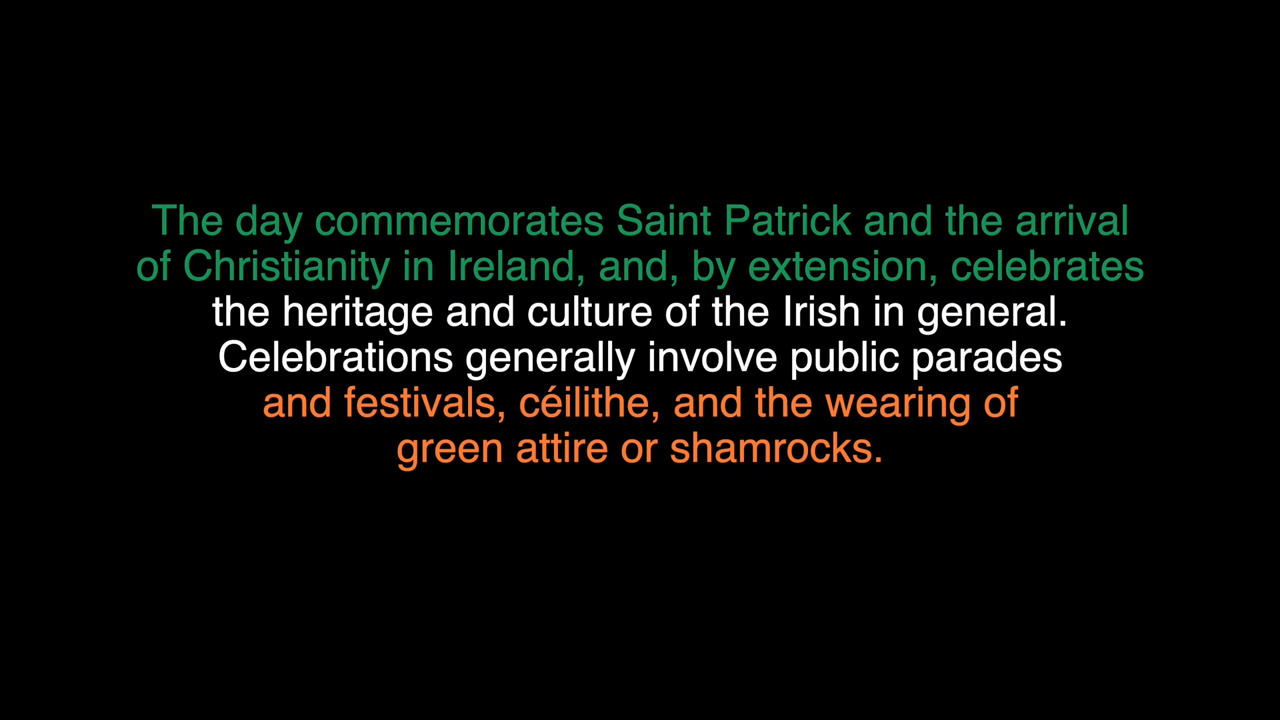 The day commemorates Saint Patrick and the arrival
of Christianity in Ireland, and, by extension, celebrates
the heritage and culture of the Irish in general.
Celebrations generally involve public parades
and festivals, céilithe, and the wearing of
green attire or shamrocks.